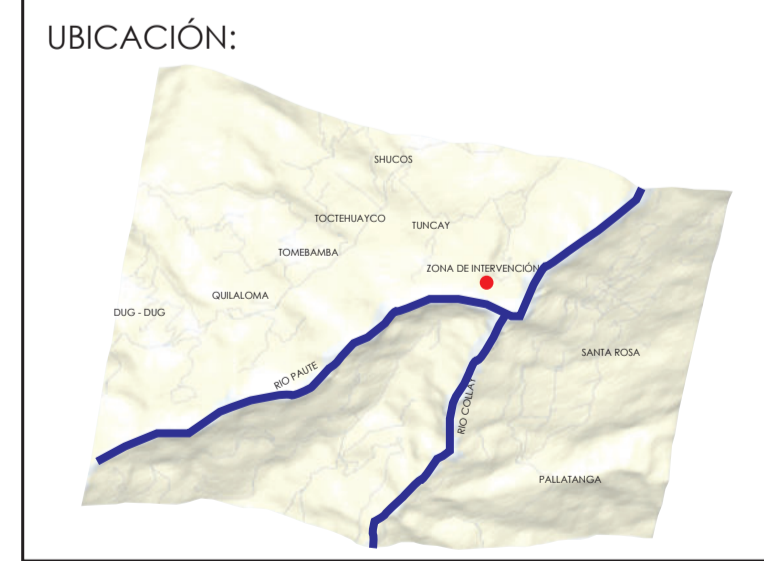 UBICACIÓN:
SHUCOS
TOCTEHUAYCO
TUNCAY
TOMEBAMBA
ZONA DE INTERVENCIÓN
QUILALOMA
DUG - DUG
SANTA ROSA
RIO PAUTE
RIO COLLAY
PALLATANGA